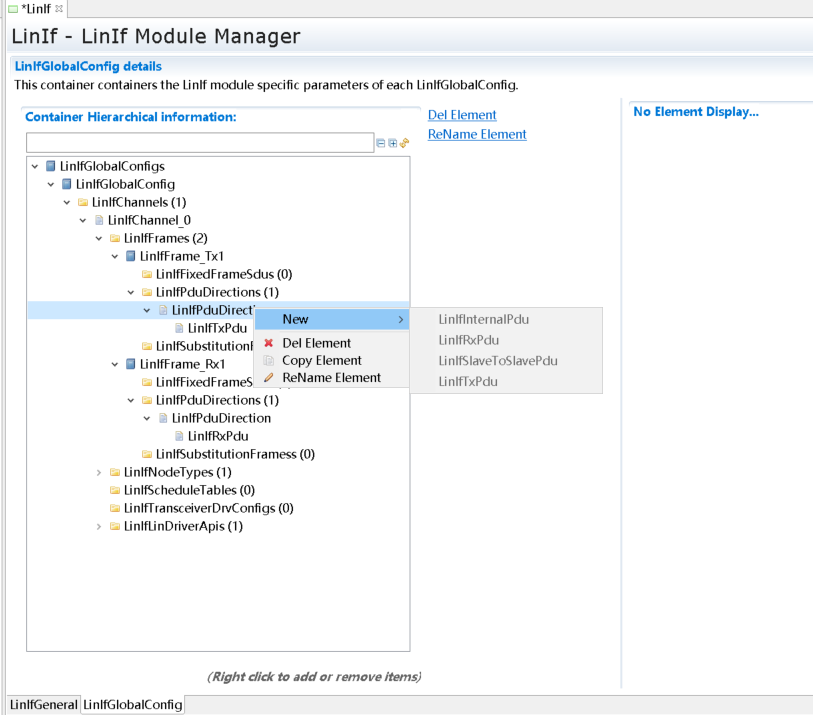 *LinIf
LinIf - LinIf Module Manager
LinIfGlobalConfig details
This container containers the LinIf module specific parameters of each LinIfGlobalConfig.
Container Hierarchical information:
Del Element
ReName Element
No Element Display...
LinIfGlobalConfigs
LinIfGlobalConfig
LinIfChannels (1)
LinIfChannel_0
LinIfFrames (2)
LinIfFrame_Tx1
LinIfFixedFrameSdus (0)
LinIfPduDirections (1)
LinIfPduDirecti
LinIfTxPdu
LinIfSubstitutionF
LinIfFrame_Rx1
LinIfFixedFrameS
LinIfPduDirections (1)
LinIfPduDirection
LinIfRxPdu
LinIfSubstitutionFramess (0)
LinIfNodeTypes (1)
LinIfScheduleTables (0)
LinIfTransceiverDrvConfigs (0)
LinIfLinDriverApis (1)
New
Del Element
Copy Element
ReName Element
LinIfInternalPdu
LinIfRxPdu
LinIfSlaveToSlavePdu
LinIfTxPdu
(Right click to add or remove items)
LinIfGeneral LinIfGlobalConfig